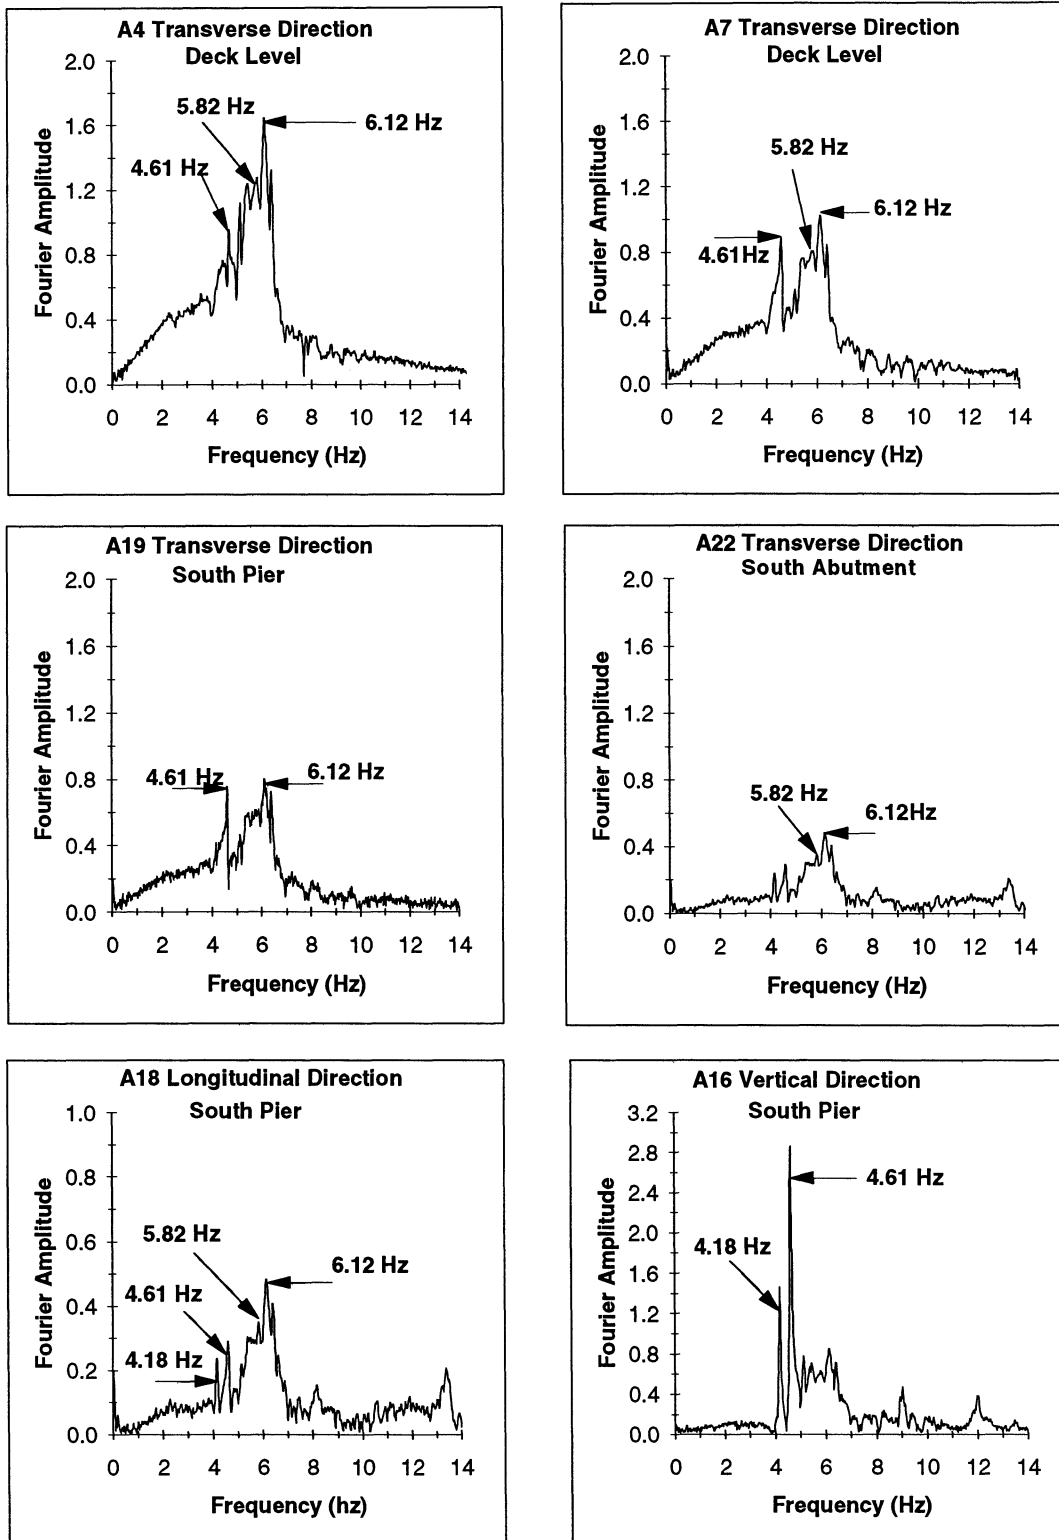 A4 Transverse Direction
Deck Level
2.0
1.6
1.2
0.8
0.4
0.0
Fourier Amplitude
5.82 Hz
6.12 Hz
4.61 Hz
0 2 4 6 8 10 12 14
Frequency (Hz)
A7 Transverse Direction
Deck Level
2.0
1.6
1.2
0.8
0.4
0.0
Fourier Amplitude
5.82 Hz
6.12 Hz
4.61Hz
0 2 4 6 8 10 12 14
Frequency (Hz)
A19 Transverse Direction
South Pier
2.0
1.6
1.2
0.8
0.4
0.0
Fourier Amplitude
4.61 Hz
6.12 Hz
0 2 4 6 8 10 12 14
Frequency (Hz)
A22 Transverse Direction
South Abutment
2.0
1.6
1.2
0.8
0.4
0.0
Fourier Amplitude
5.82 Hz
6.12Hz
0 2 4 6 8 10 12 14
Frequency (Hz)
A18 Longitudinal Direction
South Pier
1.0
0.8
0.6
0.4
0.2
0.0
Fourier Amplitude
5.82 Hz
6.12 Hz
4.61 Hz
4.18 Hz
0 2 4 6 8 10 12 14
Frequency (hz)
A16 Vertical Direction
South Pier
3.2
2.8
2.4
2.0
1.6
1.2
0.8
0.4
0.0
Fourier Amplitude
4.61 Hz
4.18 Hz
0 2 4 6 8 10 12 14
Frequency (Hz)